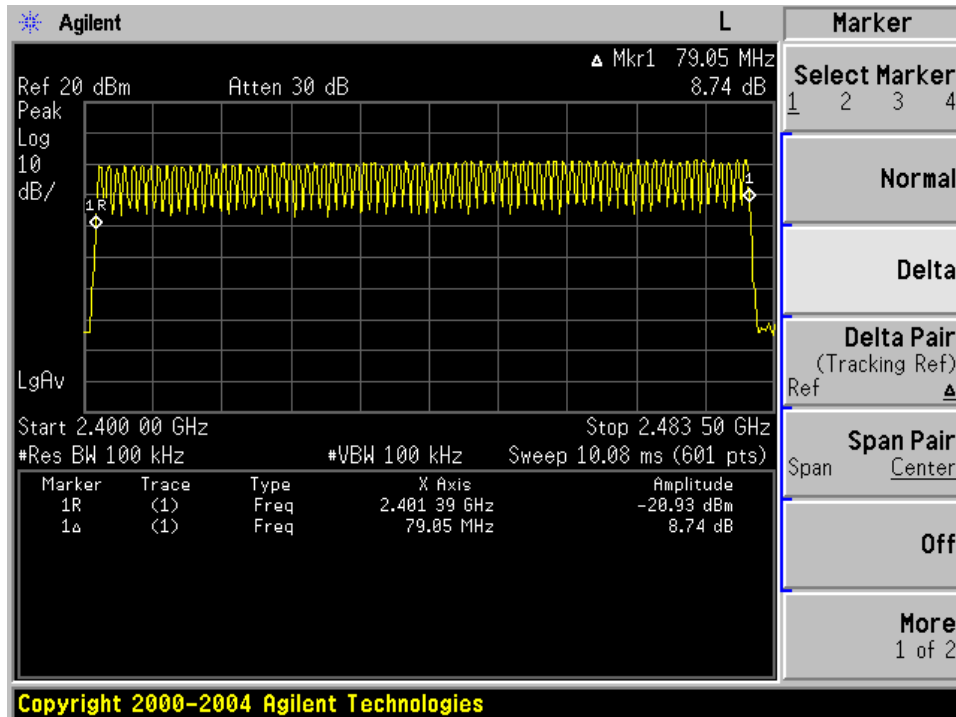 Agilent L Marker
▵ Mkr1 79.05 MHz
Ref 20 dBm Atten 30 dB 8.74 dB
Peak
Log
10
dB/
1R
1
LgAv
Start 2.400 00 GHz Stop 2.483 50 GHz
#Res BW 100 kHz #VBW 100 kHz Sweep 10.08 ms (601 pts)
Marker Trace Type X Axis Amplitude
1R (1) Freq 2.401 39 GHz -20.93 dBm
1▵ (1) Freq 79.05 MHz 8.74 dB
Select Marker
1 2 3 4
Normal
Delta
Delta Pair
(Tracking Ref)
Ref ▵
Span Pair
Span Center
Off
More
1 of 2
Copyright 2000-2004 Agilent Technologies